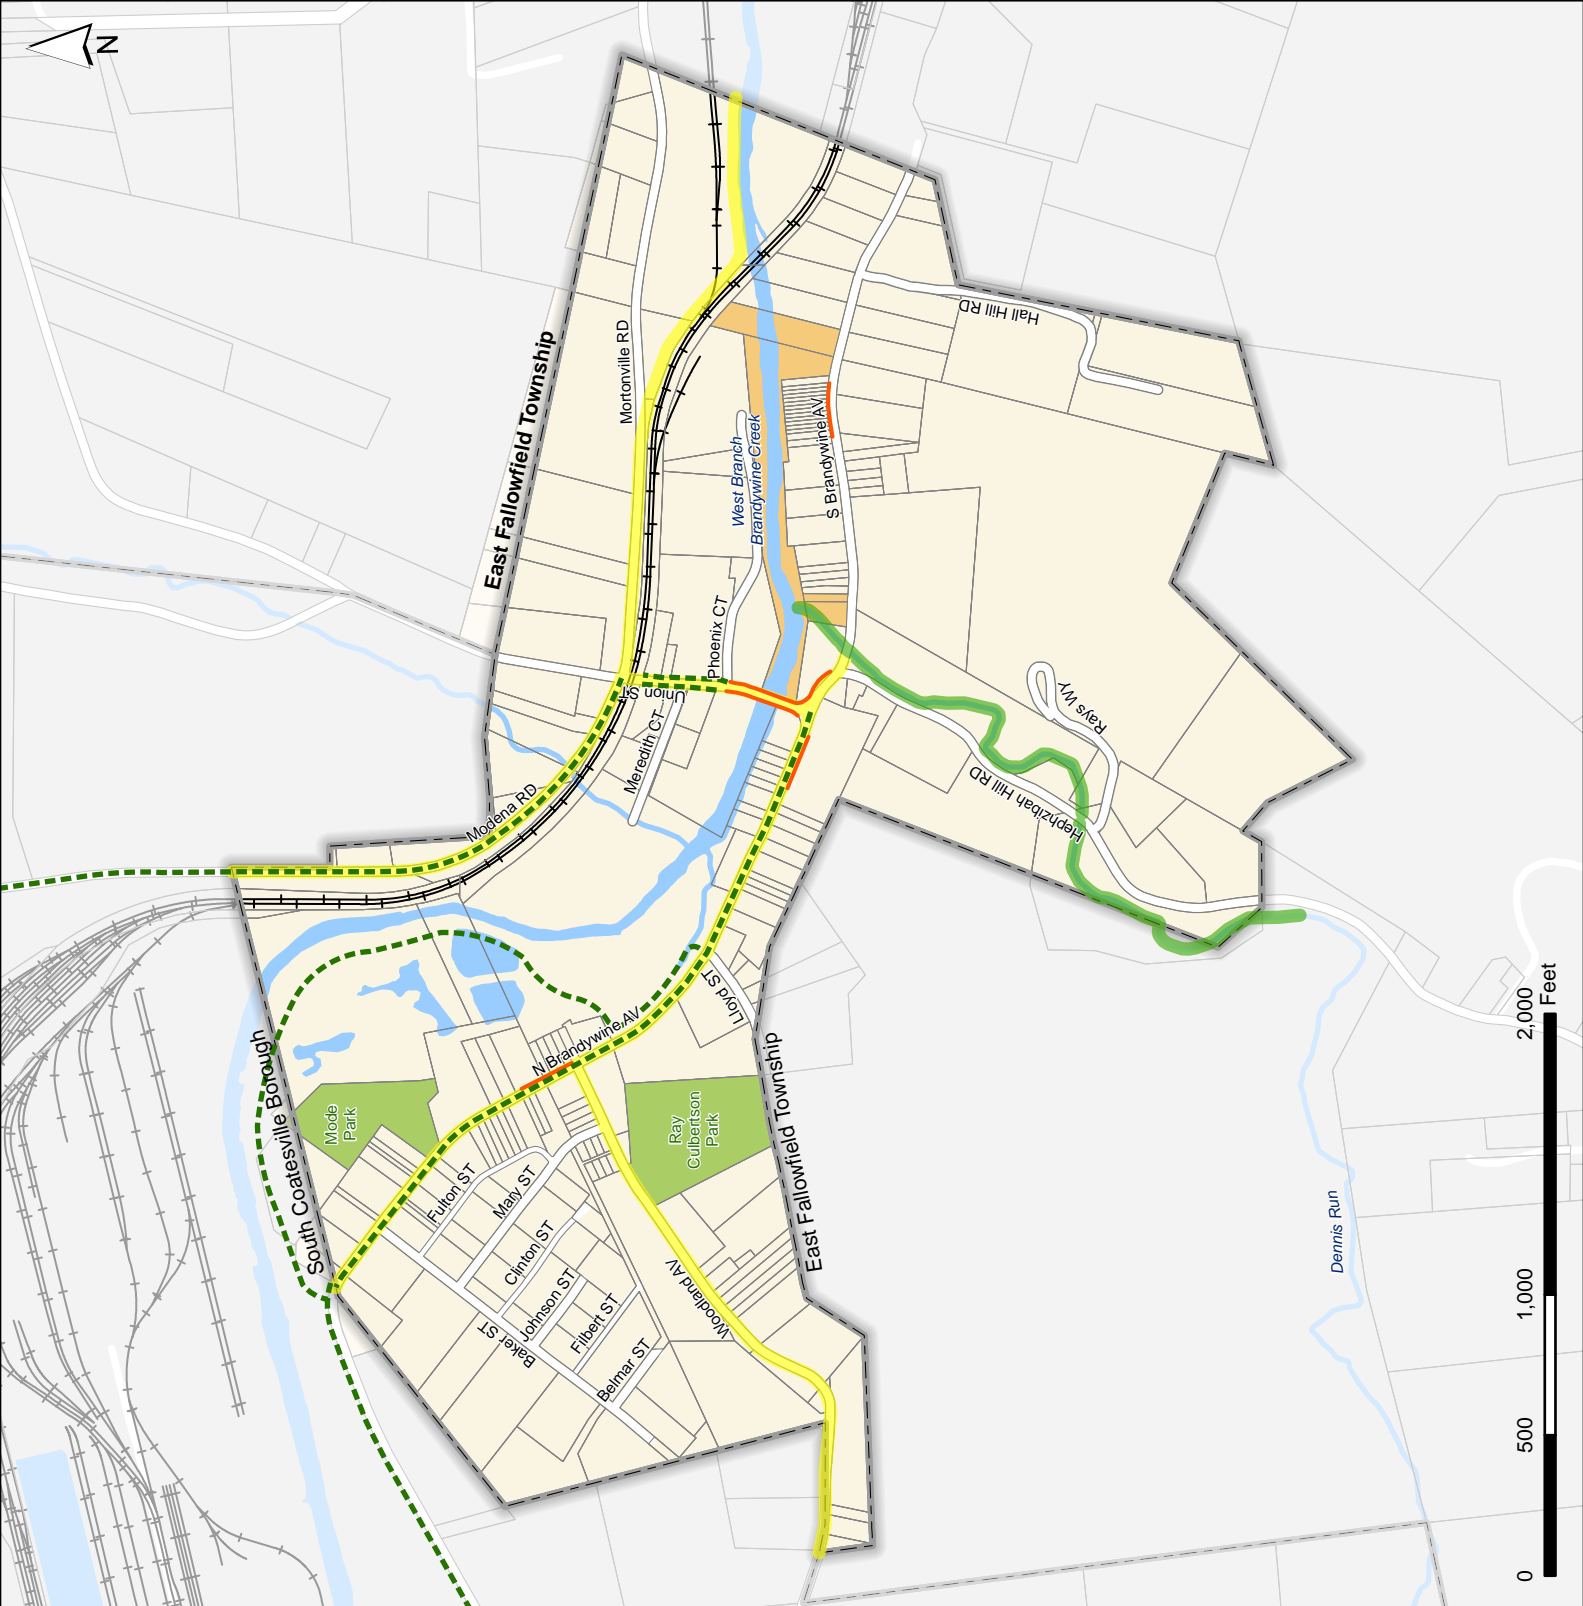 N
East Fallowfield Township
Mortonville RD
Hall Hill RD
S Brandywine AV
West Branch
Brandywine Creek
Phoenix CT
Union ST
Meredith CT
Rays WY
Hephzibah Hill RD
Modena RD
Lloyd ST
N Brandywine AV
South Coatesville Borough
Mode
Park
Ray
Culbertson
Park
East Fallowfield Township
Fulton ST
Mary ST
Clinton ST
Johnson ST
Filbert ST
Belmar ST
Baker ST
Woodland AV
Dennis Run
0
500
1,000
2,000
Feet